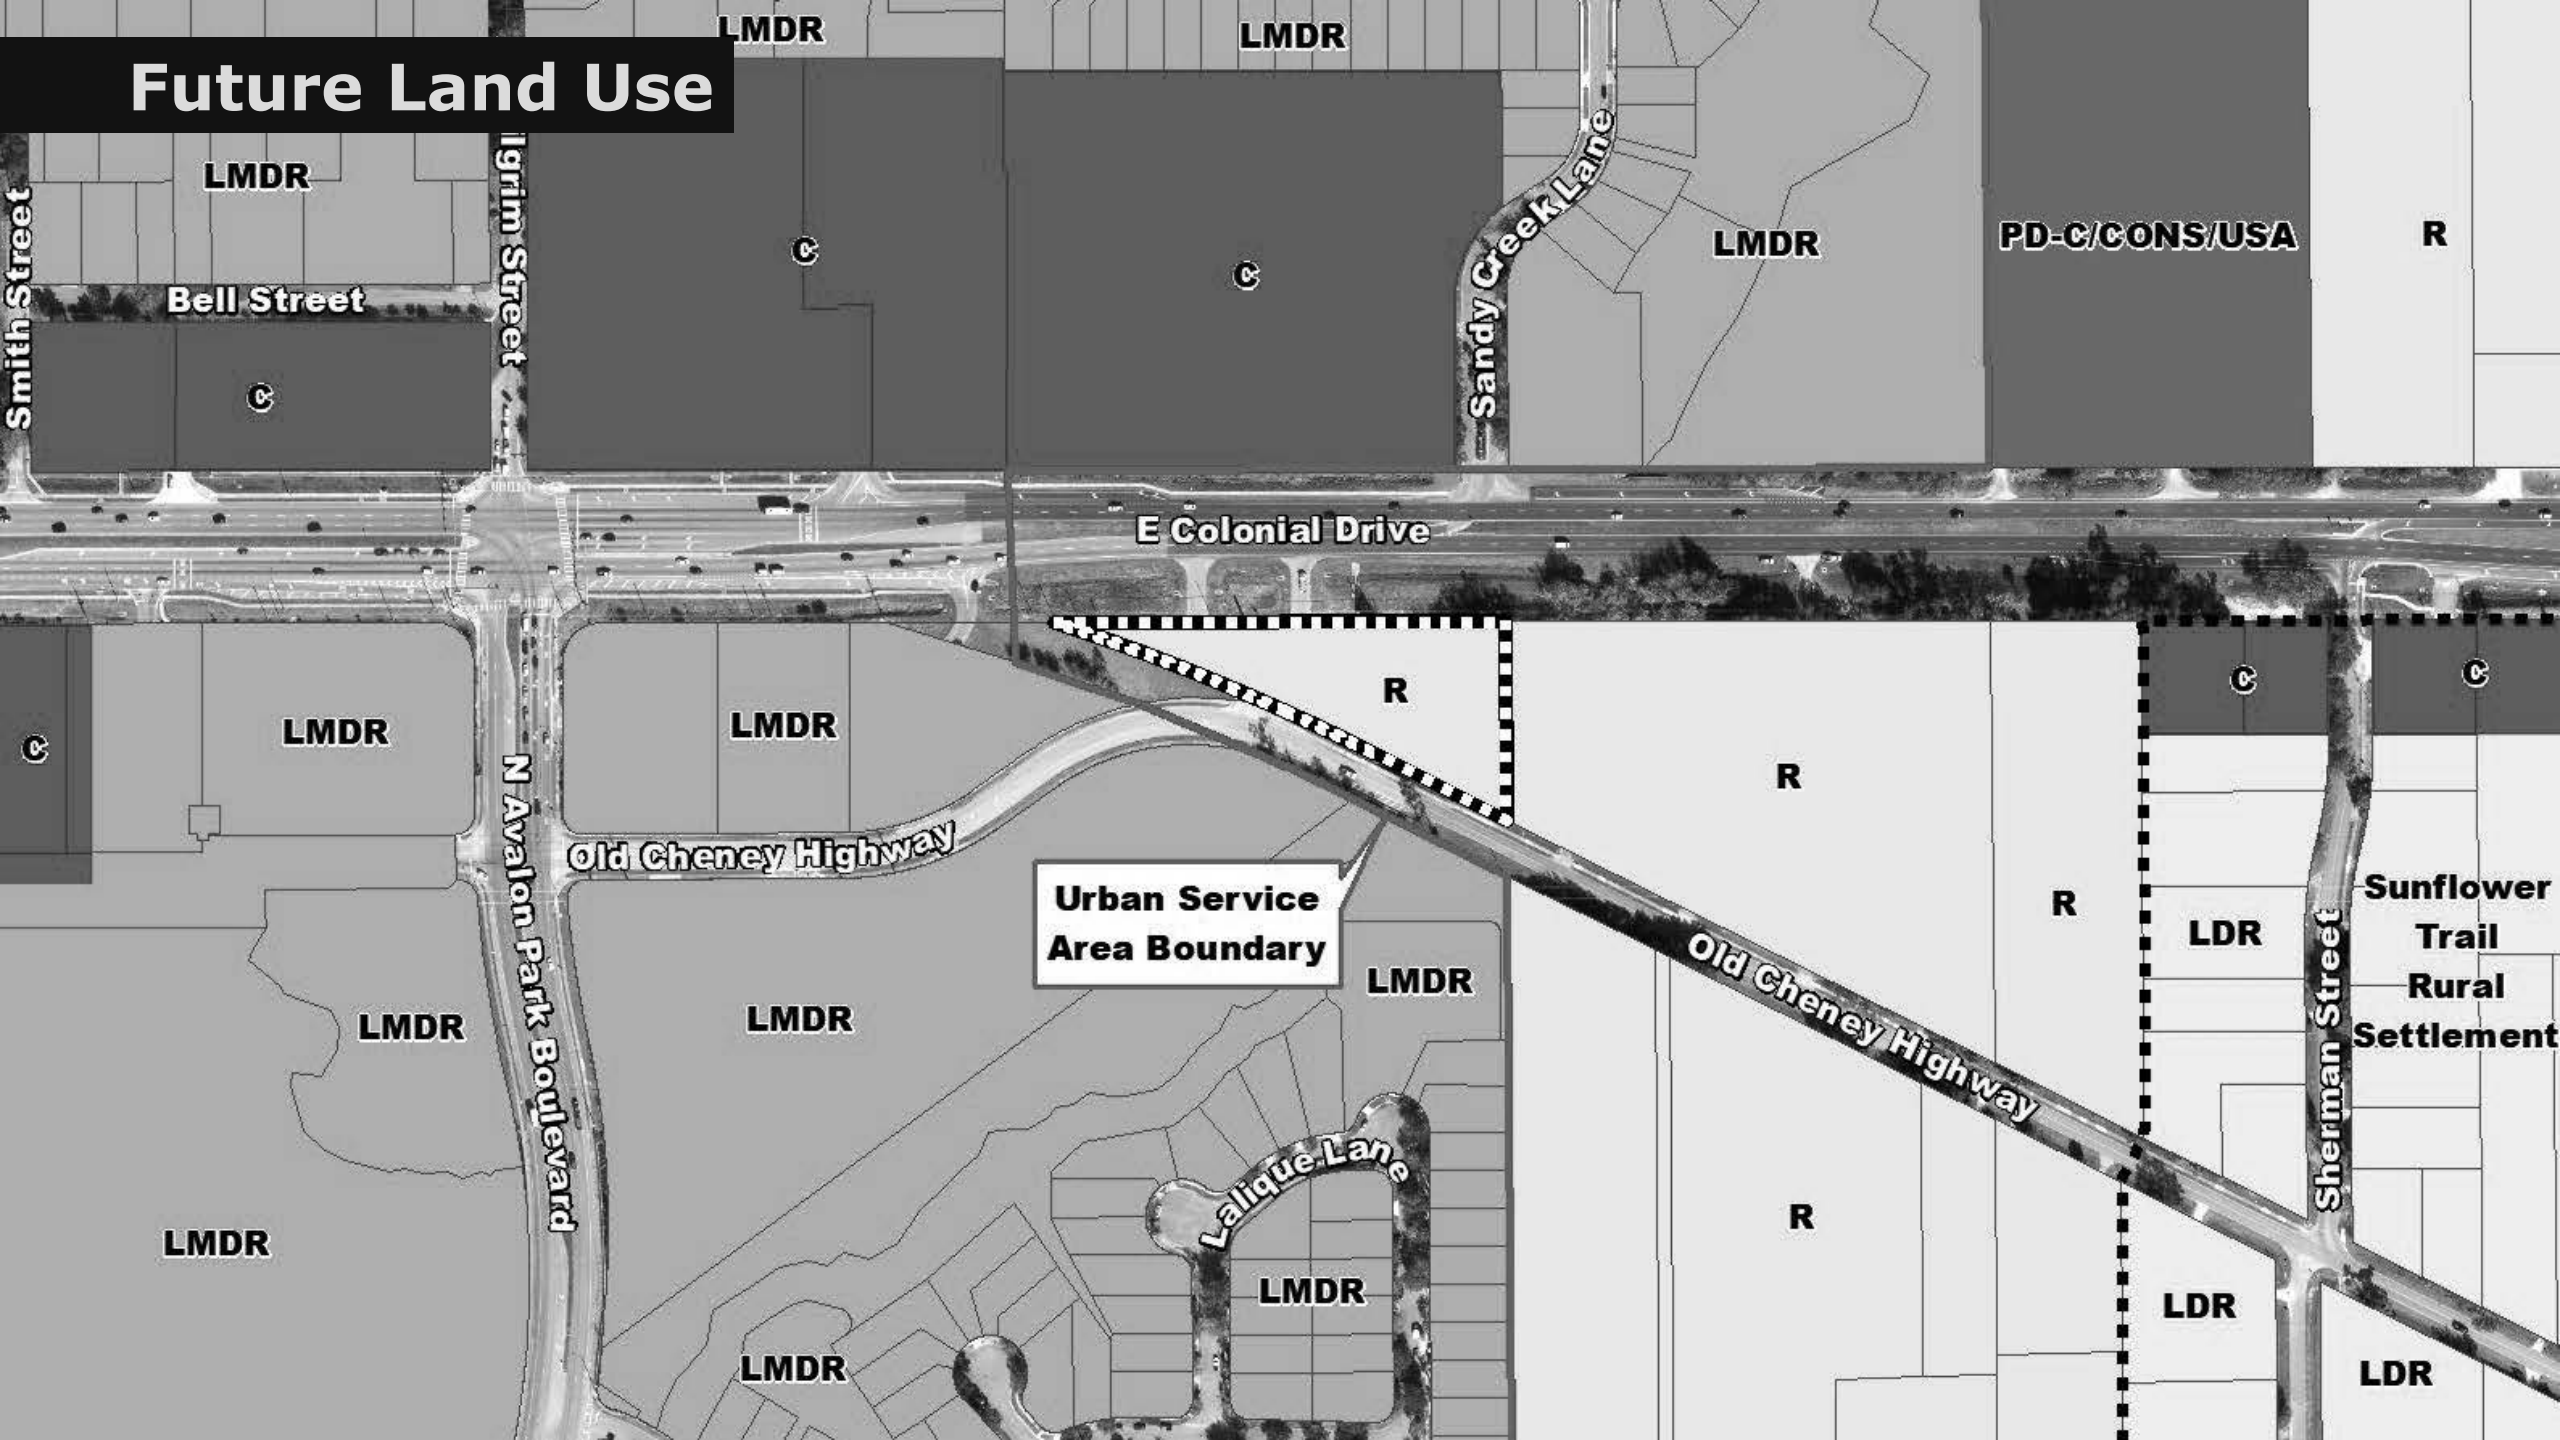 LMDR
LMDR
Future Land Use
LMDR
Smith Street
ilgrim Street
Bell Street
C
C
C
Sandy Creek Lane
LMDR
PD-C/CONS/USA
R
E Colonial Drive
C
LMDR
LMDR
R
R
C
C
N Avalon Park Boulevard
Old Cheney Highway
Urban Service
Area Boundary
LMDR
LMDR
LMDR
R
LDR
Sunflower
Trail
Rural
Settlement
Old Cheney Highway
Sherman Street
Lalique Lane
LMDR
LMDR
LMDR
R
LDR
LDR